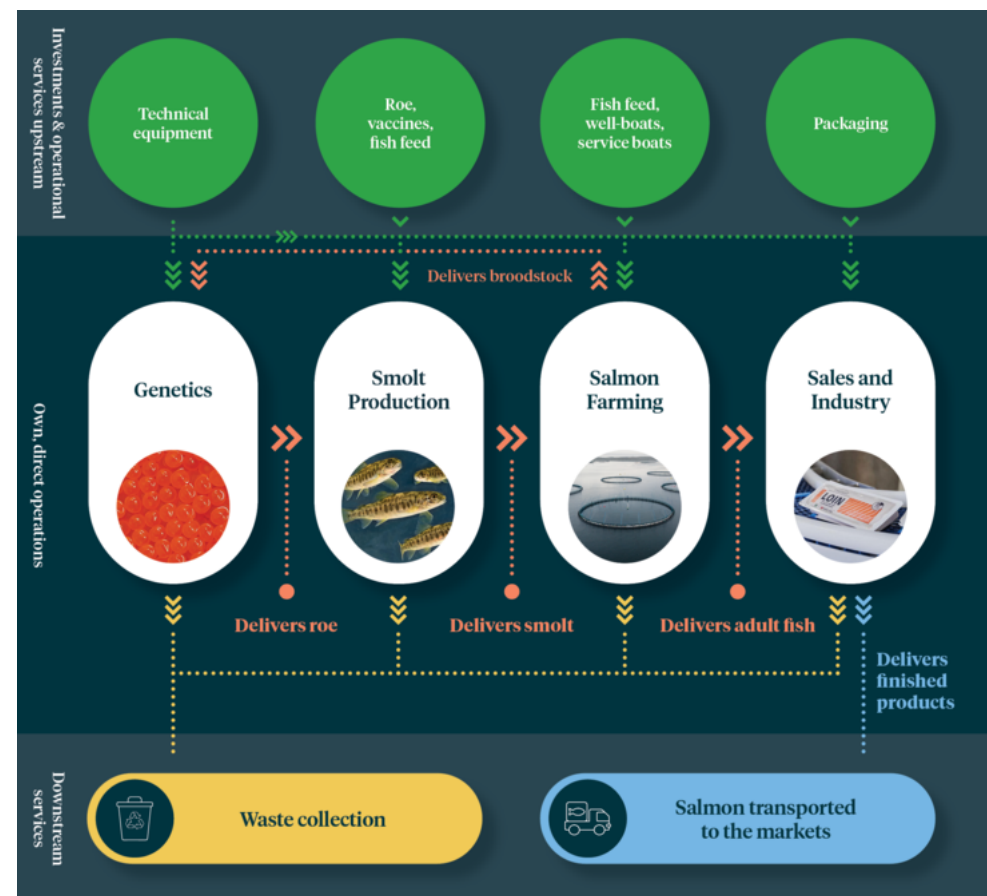 Investments & operational
services upstream
Technical
equipment
Roe,
vaccines,
fish feed
Fish feed,
well-boats,
service boats
Packaging
Delivers broodstock
Own, direct operations
Genetics
Smolt
Production
Salmon
Farming
Sales and
Industry
LOIN
Delivers roe
Delivers smolt
Delivers adult fish
Delivers
finished
products
Downstream
services
Waste collection
Salmon transported
to the markets